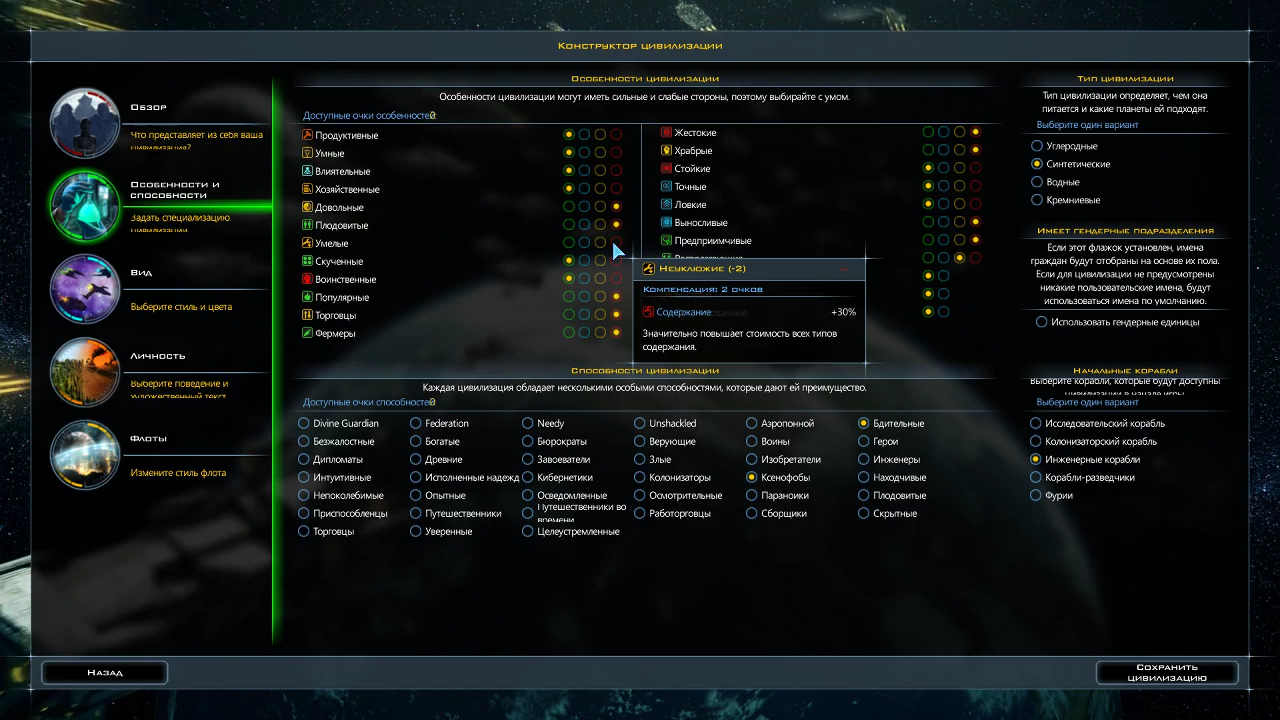 Конструктор цивилизации
Обзор
Что представляет из себя ваша
цивилизация?
Особенности и
способности
Задать специализацию
цивилизации
Вид
Выберите стиль и цвета
Личность
Выберите поведение и
художественный текст
Флоты
Измените стиль флота
Особенности цивилизации
Особенности цивилизации могут иметь сильные и слабые стороны, поэтому выбирайте с умом.
Доступные очки особенностей:
Продуктивные
Умные
Влиятельные
Хозяйственные
Довольные
Плодовитые
Умелые
Скученные
Воинственные
Популярные
Торговцы
Фермеры
Жестокие
Храбрые
Стойкие
Точные
Ловкие
Выносливые
Предприимчивые
Неуклюжие (-2)
Компенсация: 2 очков
Содержание +30%
Значительно повышает стоимость всех типов
содержания.
Способности цивилизации
Каждая цивилизация обладает несколькими особыми способностями, которые дают ей преимущество.
Доступные очки способностей:
Divine Guardian Federation Needy Unshackled Аэропонной Бдительные
Безжалостные Богатые Бюрократы Верующие Воины Герои
Дипломаты Древние Завоеватели Злые Изобретатели Инженеры
Интуитивные Исполненные надежд Кибернетики Колонизаторы Ксенофобы Находчивые
Непоколебимые Опытные Осведомленные Осмотрительные Параноики Плодовитые
Приспособленцы Путешественники Путешественники во
времени Работорговцы Сборщики Скрытные
Торговцы Уверенные Целеустремленные
Тип цивилизации
Тип цивилизации определяет, чем она
питается и какие планеты ей подходят.
Выберите один вариант
Углеродные
Синтетические
Водные
Кремниевые
Имеет гендерные подразделения
Если этот флажок установлен, имена
граждан будут отобраны на основе их пола.
Если для цивилизации не предусмотрены
никакие пользовательские имена, будут
использоваться имена по умолчанию.
Использовать гендерные единицы
Начальные корабли
Выберите корабли, которые будут доступны
цивилизации в начале игры.
Выберите один вариант
Исследовательский корабль
Колонизаторский корабль
Инженерные корабли
Корабли-разведчики
Фурии
Назад
Сохранить
цивилизацию